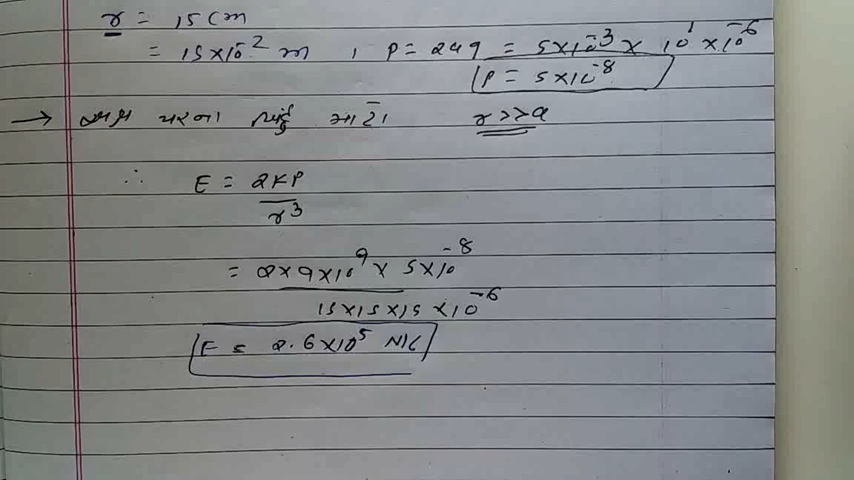 r = 15 cm
= 15×10⁻² m , P = 2aq = 5×10⁻³ × 10¹ × 10⁻⁶
P = 5×10⁻⁸
→ અક્ષ પરના બિંદુ માટે r >> a
∴ E = 2KP / r³
= 2×9×10⁹ × 5×10⁻⁸ / 15×15×15×10⁻⁶
E = 2.6×10⁵ N/C